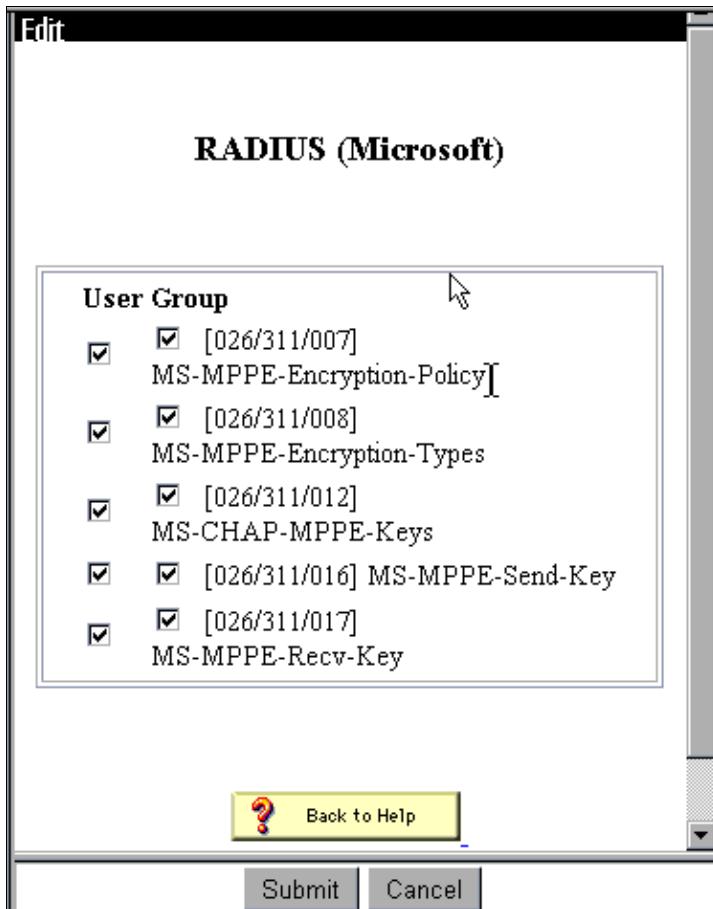 Edit
RADIUS (Microsoft)
User Group
[026/311/007]
MS-MPPE-Encryption-Policy
[026/311/008]
MS-MPPE-Encryption-Types
[026/311/012]
MS-CHAP-MPPE-Keys
[026/311/016] MS-MPPE-Send-Key
[026/311/017]
MS-MPPE-Recv-Key
? Back to Help
Submit Cancel